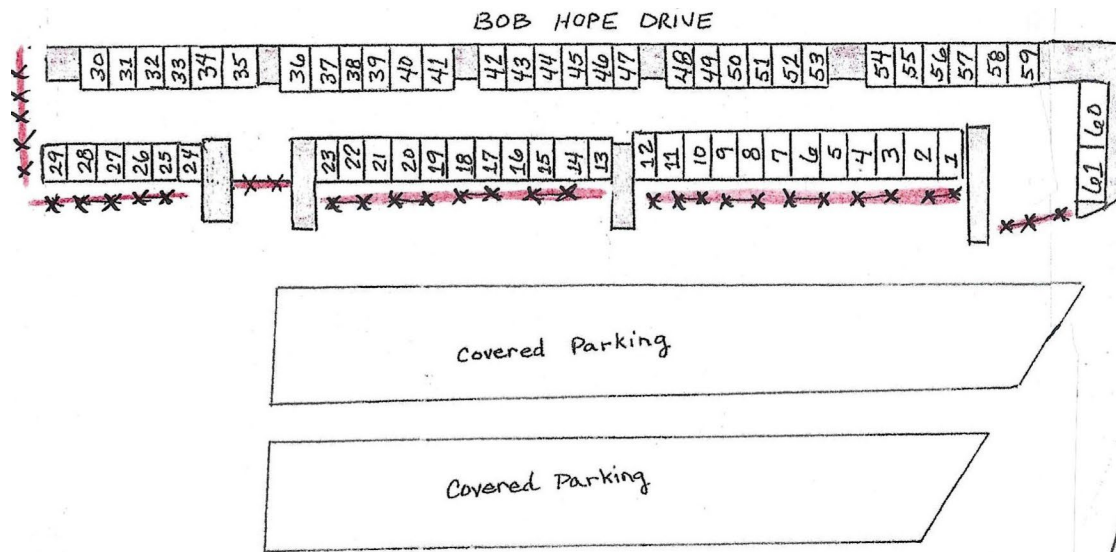 BOB HOPE DRIVE
30 31 32 33 34 35 36 37 38 39 40 41 42 43 44 45 46 47 48 49 50 51 52 53 54 55 56 57 58 59
60
61
29 28 27 26 25 24 23 22 21 20 19 18 17 16 15 14 13 12 11 10 9 8 7 6 5 4 3 2 1
Covered Parking
Covered Parking